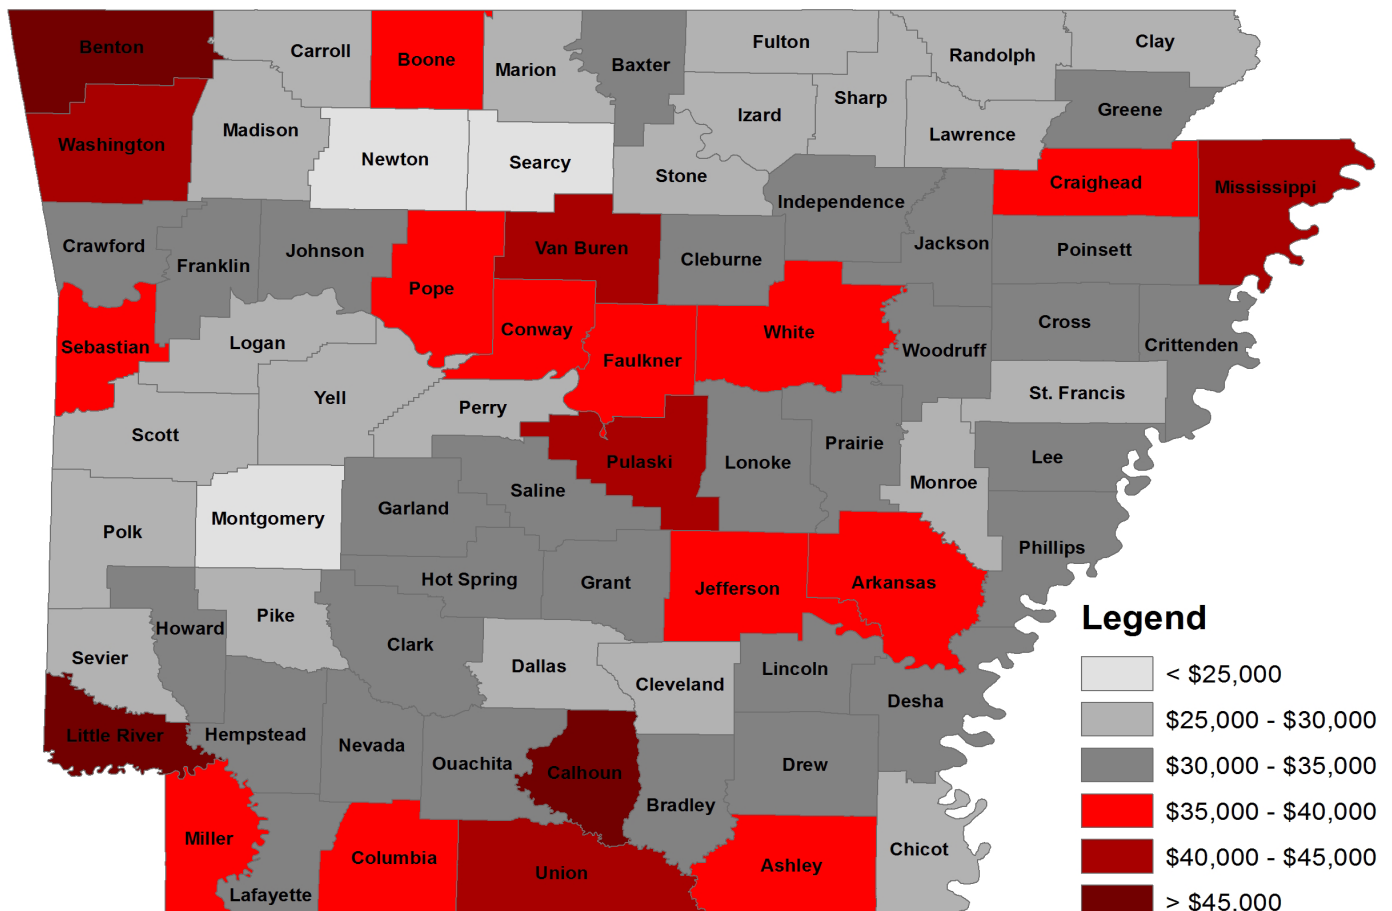 Benton
Carroll
Boone
Marion
Baxter
Fulton
Randolph
Clay
Washington
Madison
Newton
Searcy
Stone
Izard
Sharp
Lawrence
Greene
Craighead
Mississippi
Crawford
Franklin
Johnson
Pope
Van Buren
Cleburne
Independence
Jackson
Poinsett
Sebastian
Logan
Conway
Faulkner
White
Woodruff
Cross
Crittenden
Scott
Yell
Perry
Pulaski
Lonoke
Prairie
Monroe
St. Francis
Lee
Polk
Montgomery
Garland
Saline
Hot Spring
Grant
Jefferson
Arkansas
Phillips
Sevier
Howard
Pike
Clark
Dallas
Cleveland
Lincoln
Desha
Little River
Hempstead
Nevada
Ouachita
Calhoun
Bradley
Drew
Miller
Lafayette
Columbia
Union
Ashley
Chicot
Legend
< $25,000
$25,000 - $30,000
$30,000 - $35,000
$35,000 - $40,000
$40,000 - $45,000
> $45,000